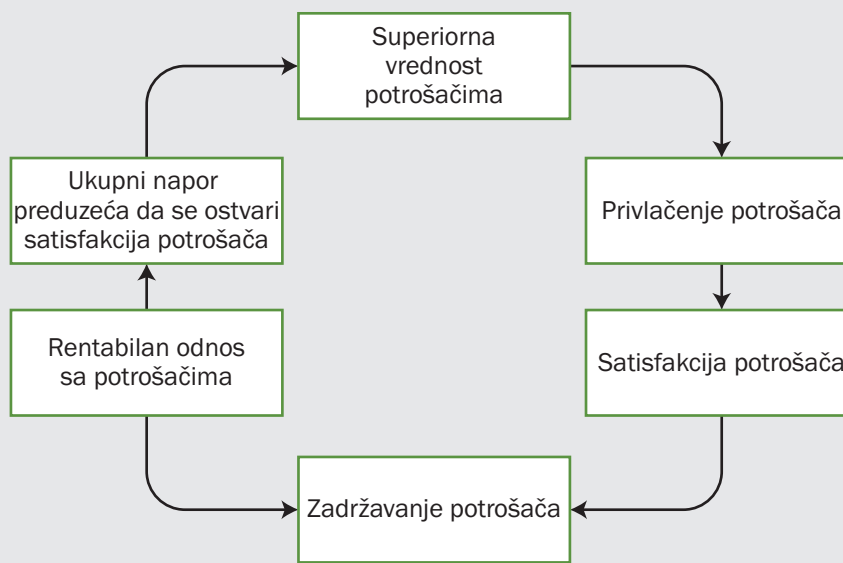 Superiorna
vrednost
potrošačima
Ukupni napor
preduzeća da se ostvari
satisfakcija potrošača
Privlačenje potrošača
Rentabilan odnos
sa potrošačima
Satisfakcija potrošača
Zadržavanje potrošača